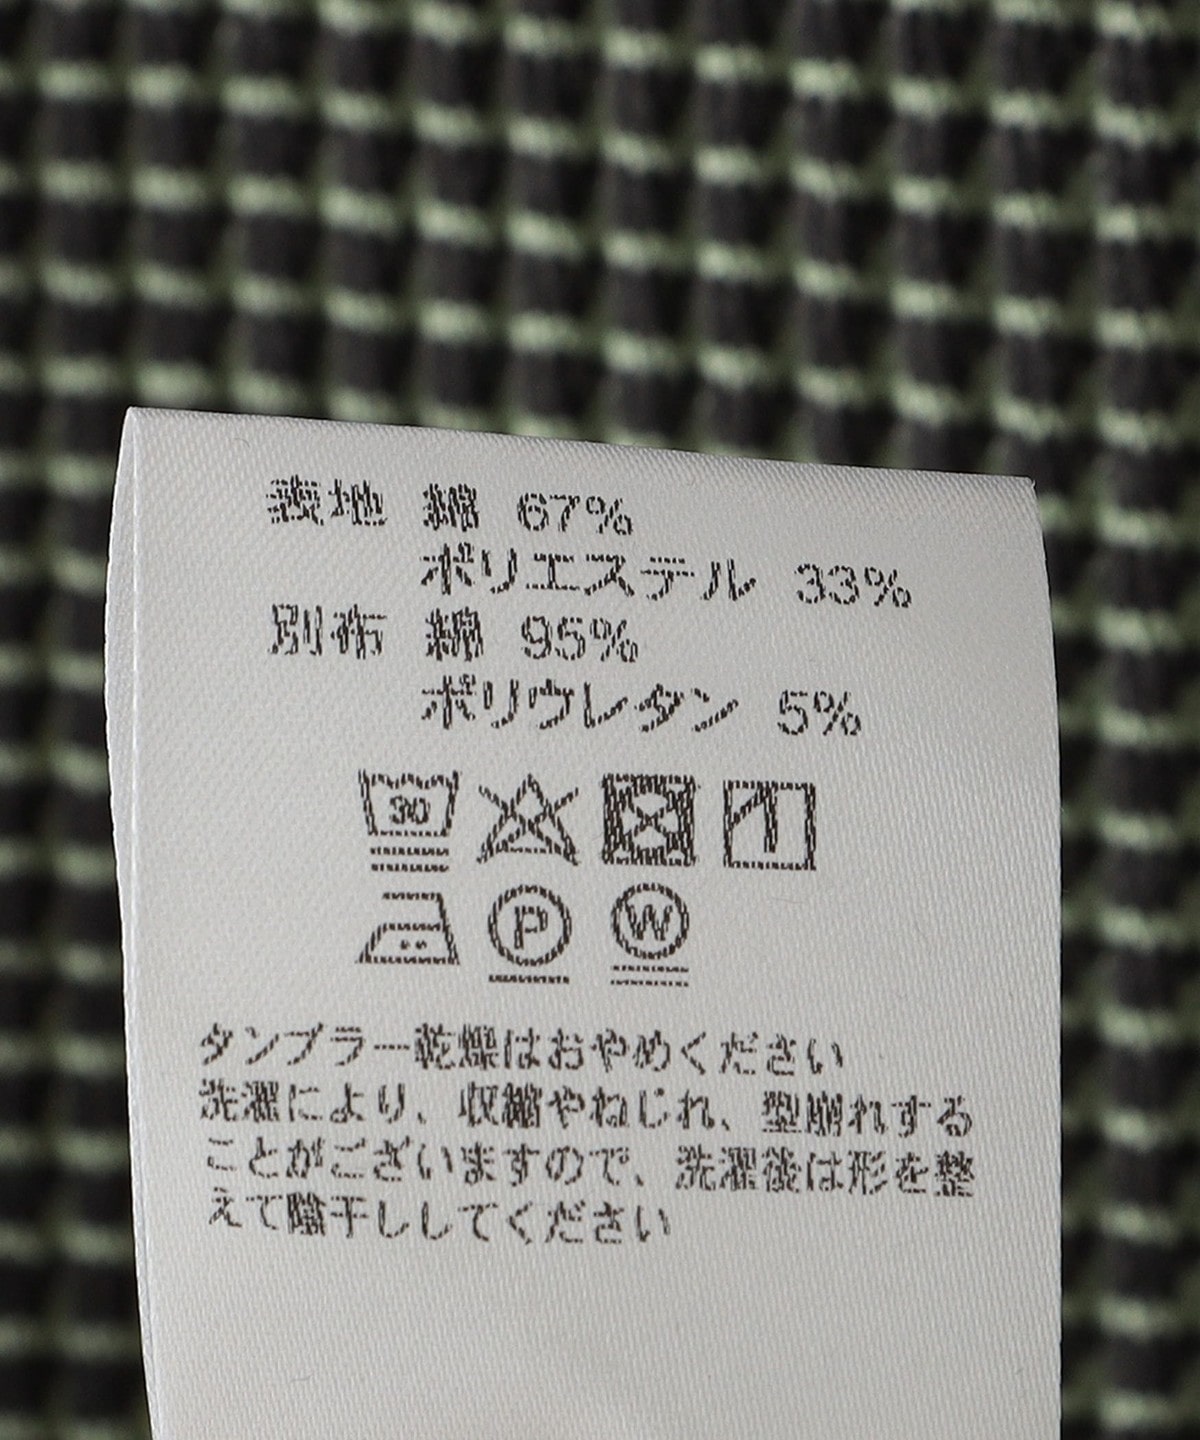 表地 綿 67%
ポリエステル 33%
別布 綿 95%
ポリウレタン 5%
30
P W
タンブラー乾燥はおやめください
洗濯により、収縮やねじれ、型崩れする
ことがございますので、洗濯後は形を整
えて陰干ししてください